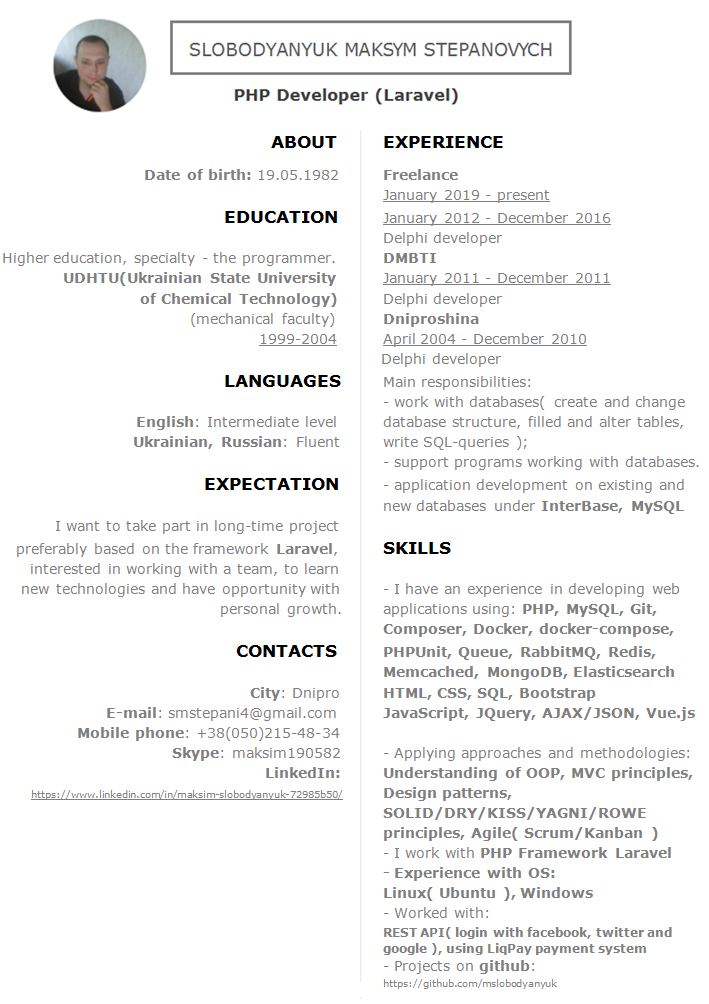 SLOBODYANYUK MAKSYM STEPANOVYCH
PHP Developer (Laravel)
ABOUT
Date of birth: 19.05.1982
EDUCATION
Higher education, specialty - the programmer.
UDHTU(Ukrainian State University
of Chemical Technology)
(mechanical faculty)
1999-2004
LANGUAGES
English: Intermediate level
Ukrainian, Russian: Fluent
EXPECTATION
I want to take part in long-time project
preferably based on the framework Laravel,
interested in working with a team, to learn
new technologies and have opportunity with
personal growth.
CONTACTS
City: Dnipro
E-mail: smstepani4@gmail.com
Mobile phone: +38(050)215-48-34
Skype: maksim190582
LinkedIn:
https://www.linkedin.com/in/maksim-slobodyanyuk-72985b50/
EXPERIENCE
Freelance
January 2019 - present
January 2012 - December 2016
Delphi developer
DMBTI
January 2011 - December 2011
Delphi developer
Dniproshina
April 2004 - December 2010
Delphi developer
Main responsibilities:
- work with databases( create and change
database structure, filled and alter tables,
write SQL-queries );
- support programs working with databases.
- application development on existing and
new databases under InterBase, MySQL
SKILLS
- I have an experience in developing web
applications using: PHP, MySQL, Git,
Composer, Docker, docker-compose,
PHPUnit, Queue, RabbitMQ, Redis,
Memcached, MongoDB, Elasticsearch
HTML, CSS, SQL, Bootstrap
JavaScript, JQuery, AJAX/JSON, Vue.js
- Applying approaches and methodologies:
Understanding of OOP, MVC principles,
Design patterns,
SOLID/DRY/KISS/YAGNI/ROWE
principles, Agile( Scrum/Kanban )
- I work with PHP Framework Laravel
- Experience with OS:
Linux( Ubuntu ), Windows
- Worked with:
REST API( login with facebook, twitter and
google ), using LiqPay payment system
- Projects on github:
https://github.com/mslobodyanyuk